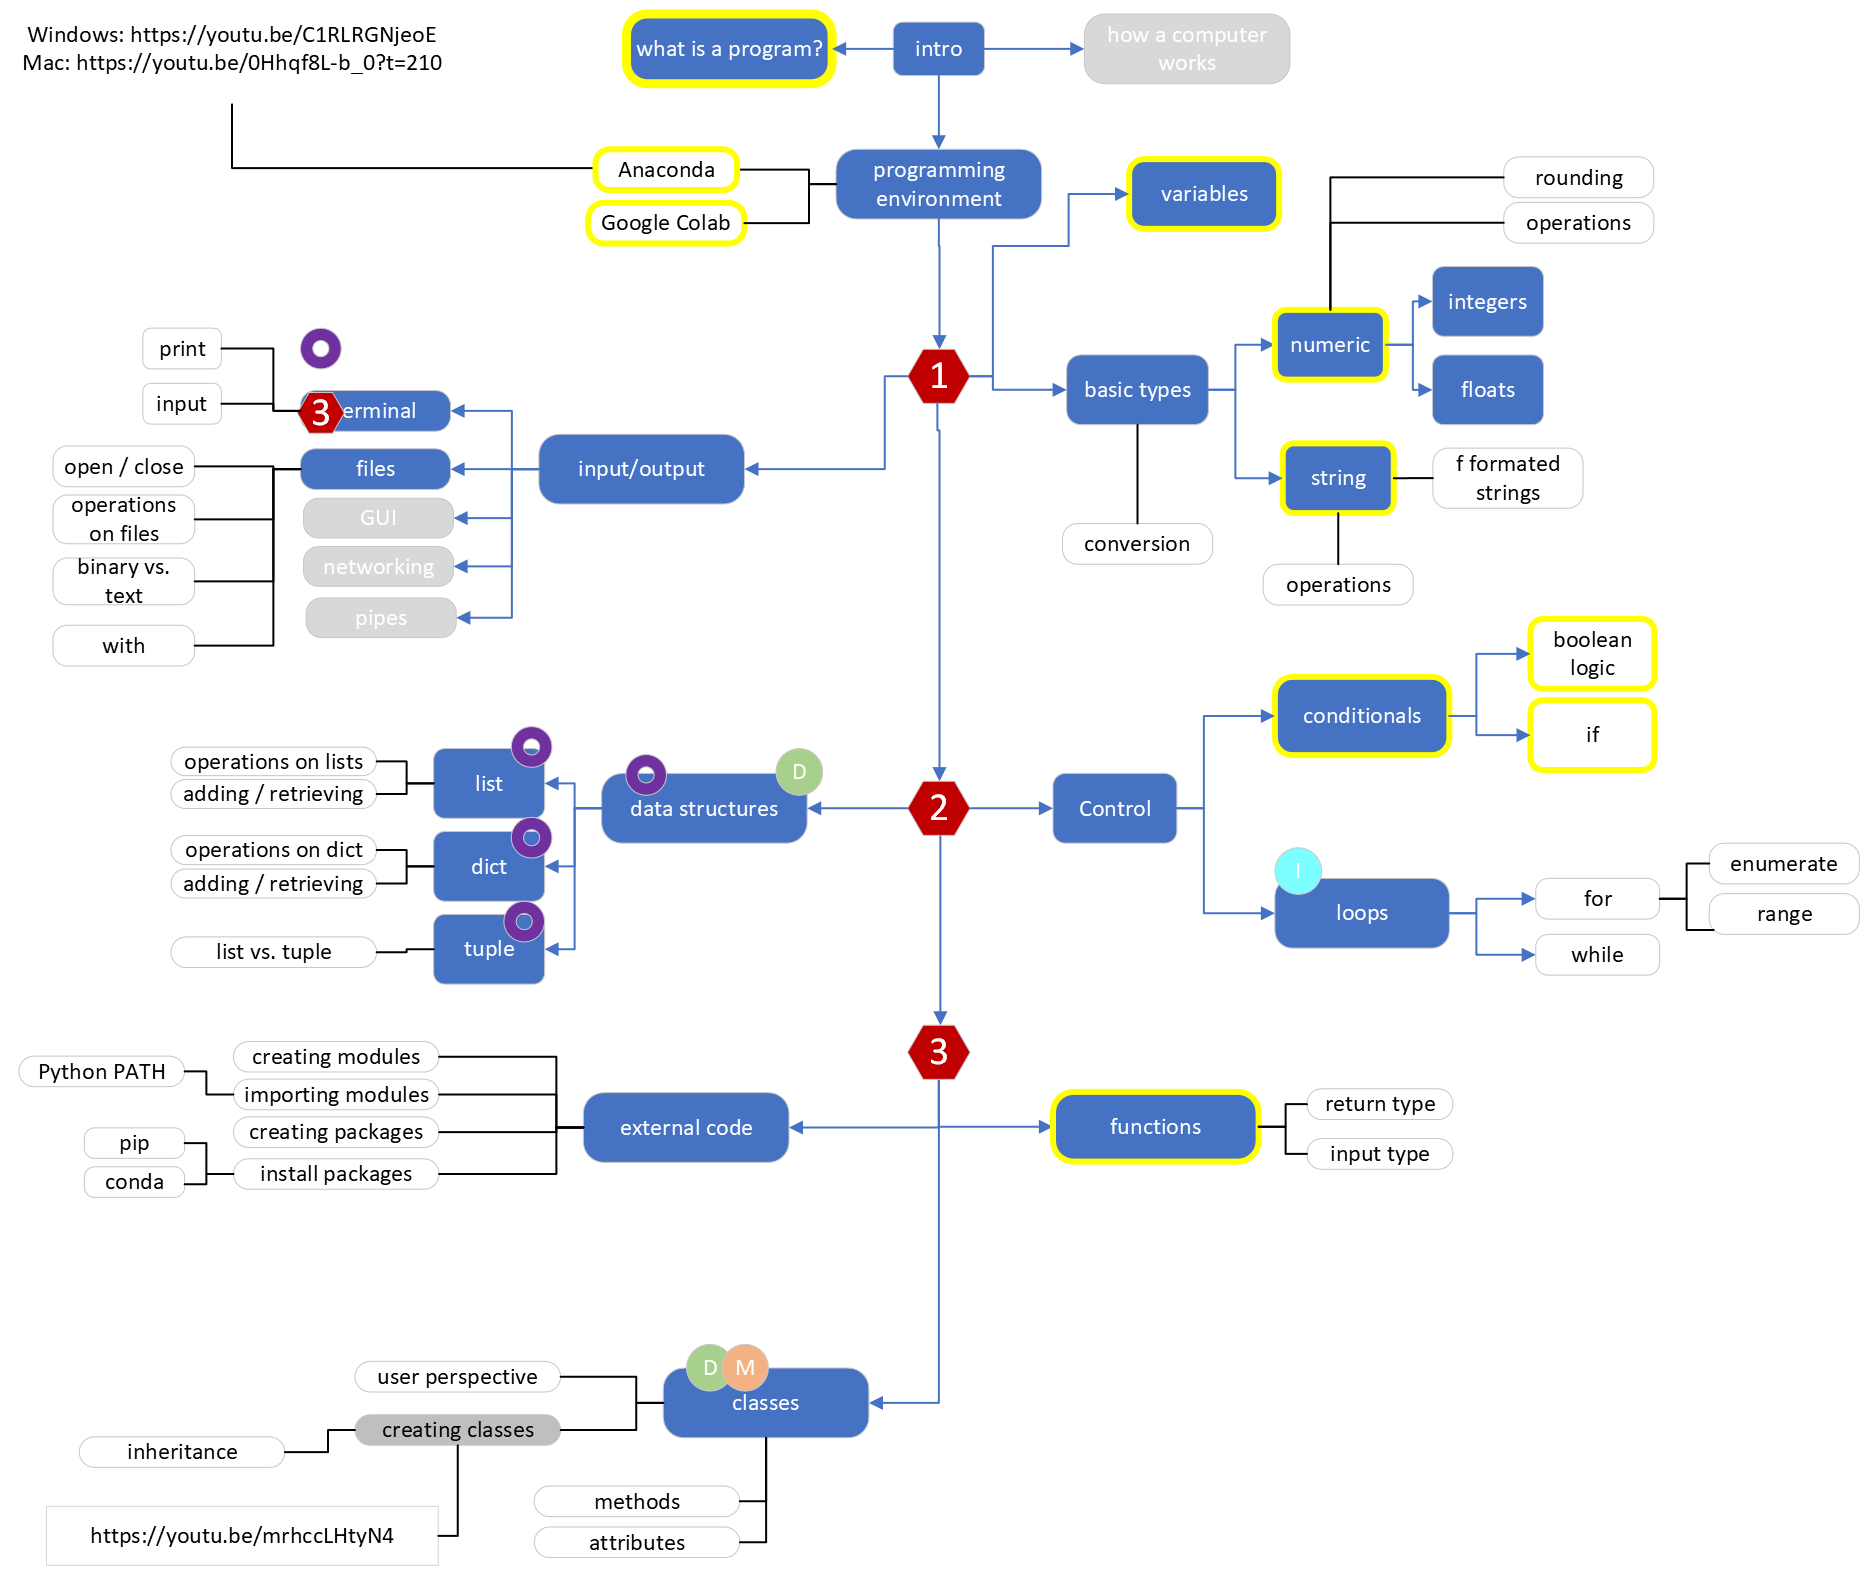 Windows: https://youtu.be/C1RLRGNjeoE
Mac: https://youtu.be/0Hhqf8L-b_0?t=210
what is a program?
intro
how a computer
works
Anaconda
Google Colab
programming
environment
variables
rounding
operations
integers
numeric
floats
basic types
string
f formated
strings
conversion
operations
1
print
input
3
erminal
open / close
files
input/output
operations
on files
GUI
binary vs.
text
networking
pipes
with
boolean
logic
conditionals
if
operations on lists
adding / retrieving
list
D
data structures
2
Control
operations on dict
adding / retrieving
dict
list vs. tuple
tuple
I
loops
for
while
enumerate
range
3
creating modules
Python PATH
importing modules
creating packages
pip
conda
install packages
external code
functions
return type
input type
D
M
classes
user perspective
creating classes
inheritance
https://youtu.be/mrhccLHtyN4
methods
attributes